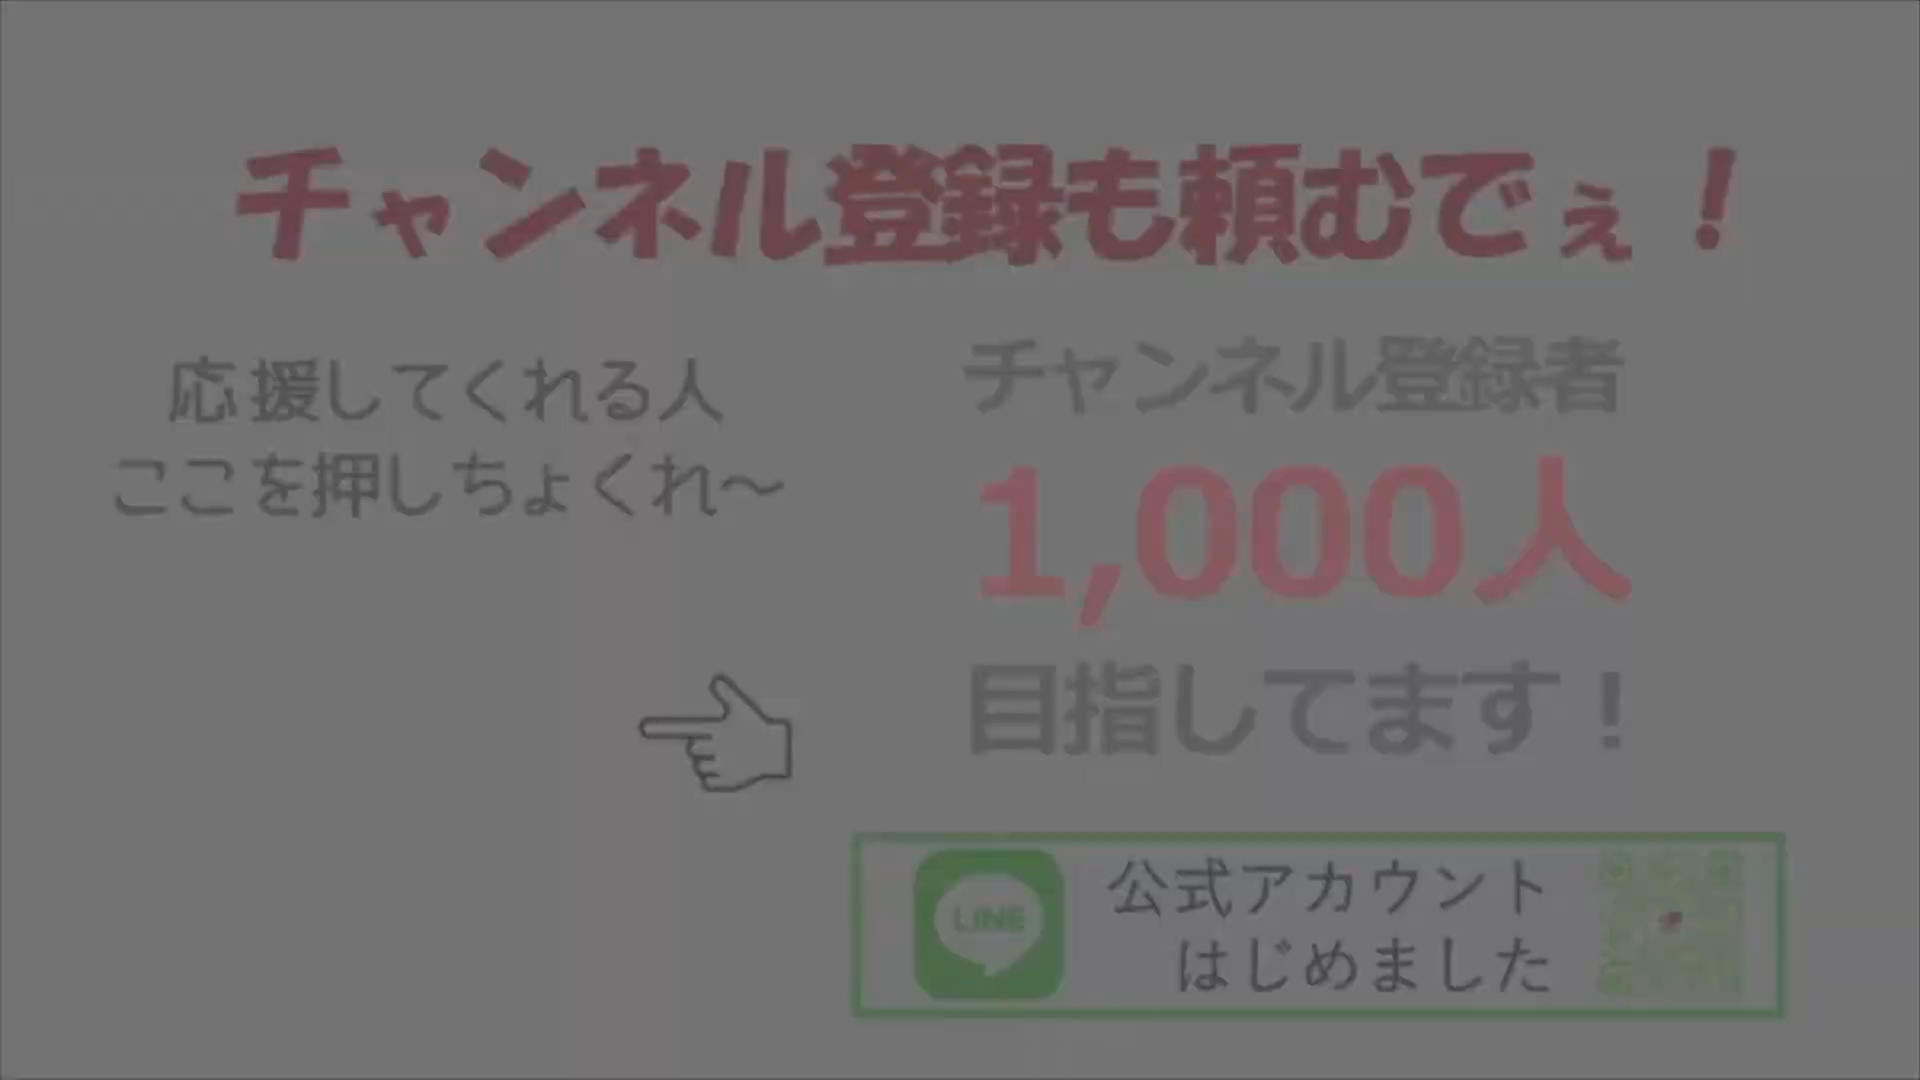 チャンネル登録も頼むでぇ！
応援してくれる人
ここを押しちょくれ～
チャンネル登録者
1,000人
目指してます！
LINE
公式アカウント
はじめました